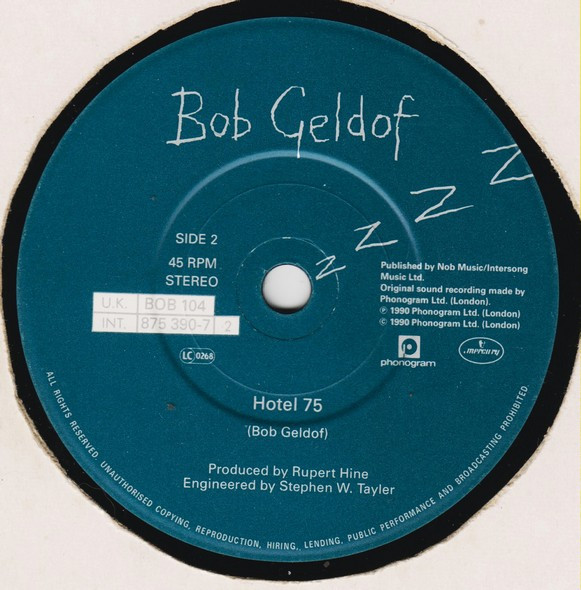 Bob Geldof
z z z z
SIDE 2
45 RPM
STEREO
U.K. BOB 104
INT. 875 390-7 2
LC 0268
Published by Nob Music/Intersong
Music Ltd.
Original sound recording made by
Phonogram Ltd. (London).
℗ 1990 Phonogram Ltd. (London)
© 1990 Phonogram Ltd. (London)
phonogram
mercury
Hotel 75
(Bob Geldof)
Produced by Rupert Hine
Engineered by Stephen W. Tayler
ALL RIGHTS RESERVED UNAUTHORISED COPYING, REPRODUCTION, HIRING, LENDING, PUBLIC PERFORMANCE AND BROADCASTING PROHIBITED